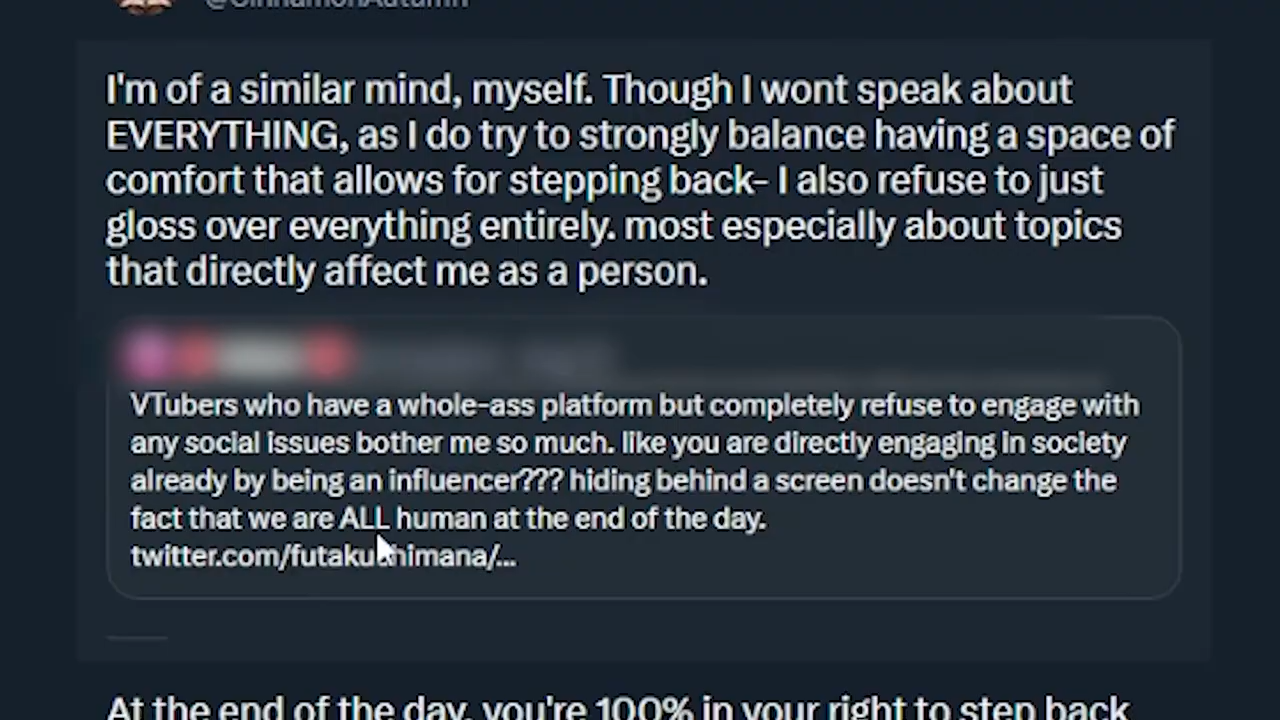 @CinnamonAutumn
I'm of a similar mind, myself. Though I wont speak about
EVERYTHING, as I do try to strongly balance having a space of
comfort that allows for stepping back- I also refuse to just
gloss over everything entirely. most especially about topics
that directly affect me as a person.
VTubers who have a whole-ass platform but completely refuse to engage with
any social issues bother me so much. like you are directly engaging in society
already by being an influencer??? hiding behind a screen doesn't change the
fact that we are ALL human at the end of the day.
twitter.com/futakuchimana/...
At the end of the day, you're 100% in your right to step back